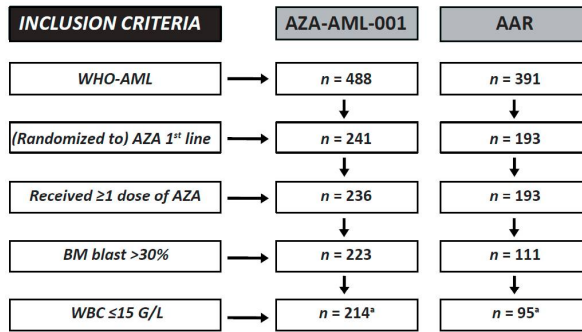 INCLUSION CRITERIA AZA-AML-001 AAR
WHO-AML n = 488 n = 391
(Randomized to) AZA 1st line n = 241 n = 193
Received ≥1 dose of AZA n = 236 n = 193
BM blast >30% n = 223 n = 111
WBC ≤15 G/L n = 214ª n = 95ª